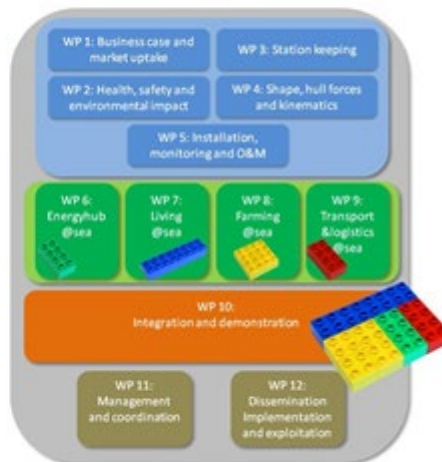 WP 1: Business case and
market uptake
WP 3: Station keeping
WP 2: Health, safety and
environmental impact
WP 4: Shape, hull forces
and kinematics
WP 5: Installation,
monitoring and O&M
WP 6:
Energyhub
@sea
WP 7:
Living
@sea
WP 8:
Farming
@sea
WP 9:
Transport
&logistics
@sea
WP 10:
Integration and demonstration
WP 11:
Management
and coordination
WP 12:
Dissemination
Implementation
and exploitation